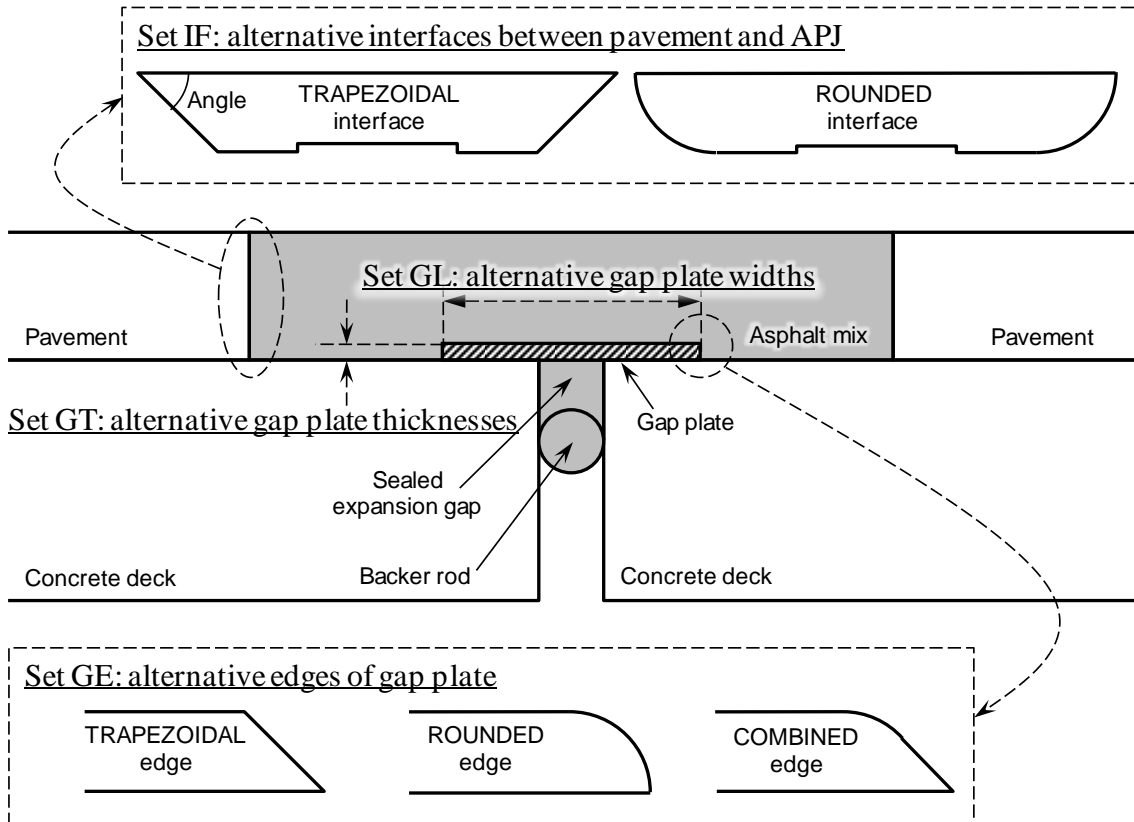 Set IF: alternative interfaces between pavement and APJ
Angle
TRAPEZOIDAL
interface
ROUNDED
interface
Set GL: alternative gap plate widths
Pavement
Asphalt mix
Pavement
Set GT: alternative gap plate thicknesses
Gap plate
Sealed
expansion gap
Concrete deck
Backer rod
Concrete deck
Set GE: alternative edges of gap plate
TRAPEZOIDAL
edge
ROUNDED
edge
COMBINED
edge